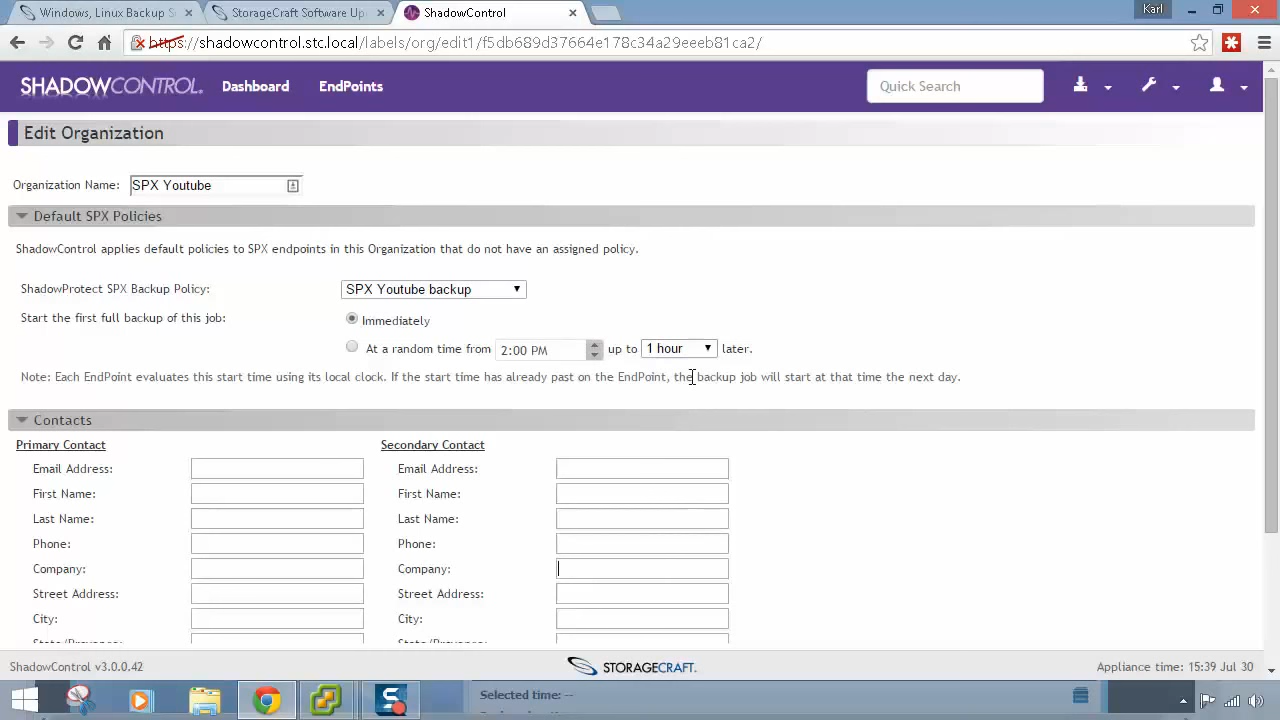 Windows, Linux Backup S
StorageCraft Software Up
ShadowControl
Karl
https://shadowcontrol.stc.local/labels/org/edit1/f5db689d37664e178c34a29eeeb81ca2/
SHADOWCONTROL. Dashboard EndPoints Quick Search
Edit Organization
Organization Name: SPX Youtube
Default SPX Policies
ShadowControl applies default policies to SPX endpoints in this Organization that do not have an assigned policy.
ShadowProtect SPX Backup Policy: SPX Youtube backup
Start the first full backup of this job: Immediately
At a random time from 2:00 PM up to 1 hour later.
Note: Each EndPoint evaluates this start time using its local clock. If the start time has already past on the EndPoint, the backup job will start at that time the next day.
Contacts
Primary Contact Secondary Contact
Email Address: Email Address:
First Name: First Name:
Last Name: Last Name:
Phone: Phone:
Company: Company:
Street Address: Street Address:
City: City:
State/Provence:
ShadowControl v3.0.0.42 STORAGECRAFT. Appliance time: 15:39 Jul 30
Selected time: --